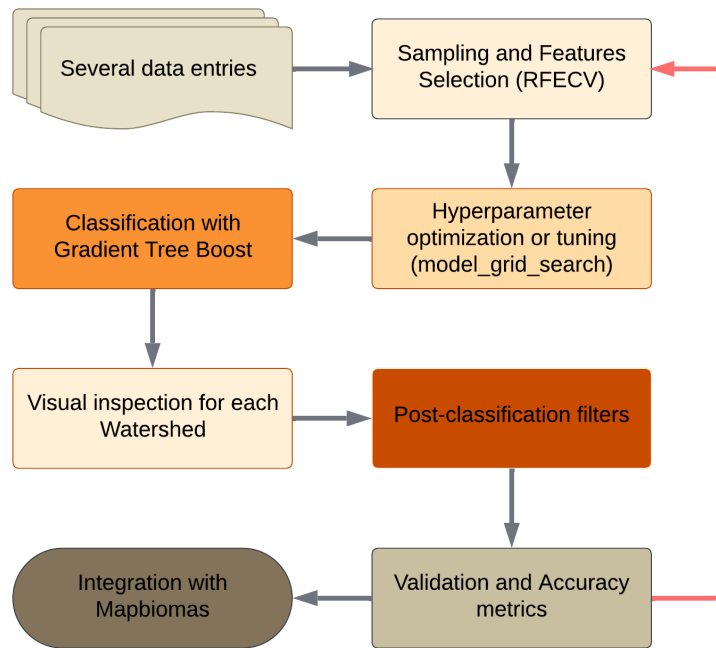 Several data entries
Sampling and Features
Selection (RFECV)
Hyperparameter
optimization or tuning
(model_grid_search)
Classification with
Gradient Tree Boost
Visual inspection for each
Watershed
Post-classification filters
Validation and Accuracy
metrics
Integration with
Mapbiomas